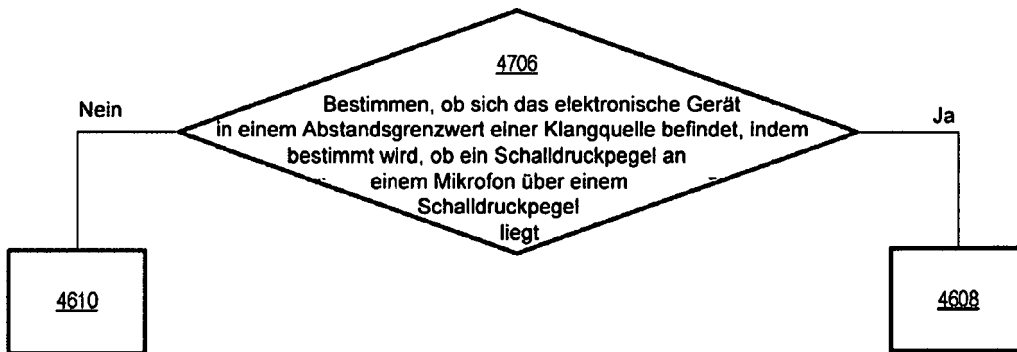 4706
Nein
Ja
Bestimmen, ob sich das elektronische Gerät
in einem Abstandsgrenzwert einer Klangquelle befindet, indem
bestimmt wird, ob ein Schalldruckpegel an
einem Mikrofon über einem
Schalldruckpegel
liegt
4610
4608